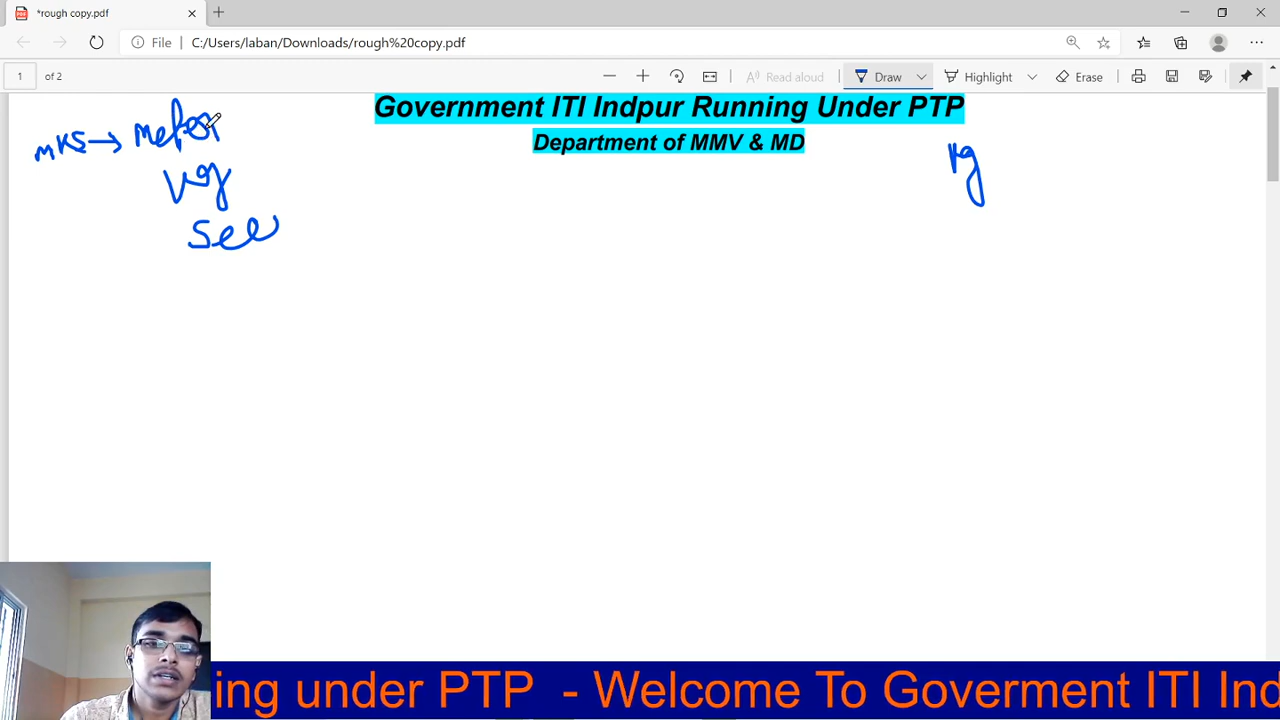 *rough copy.pdf
File
C:/Users/laban/Downloads/rough%20copy.pdf
1 of 2
Read aloud
Draw
Highlight
Erase
Government ITI Indpur Running Under PTP
Department of MMV & MD
MKS → Meter
Kg
Sec
Kg
ing under PTP - Welcome To Goverment ITI Ind